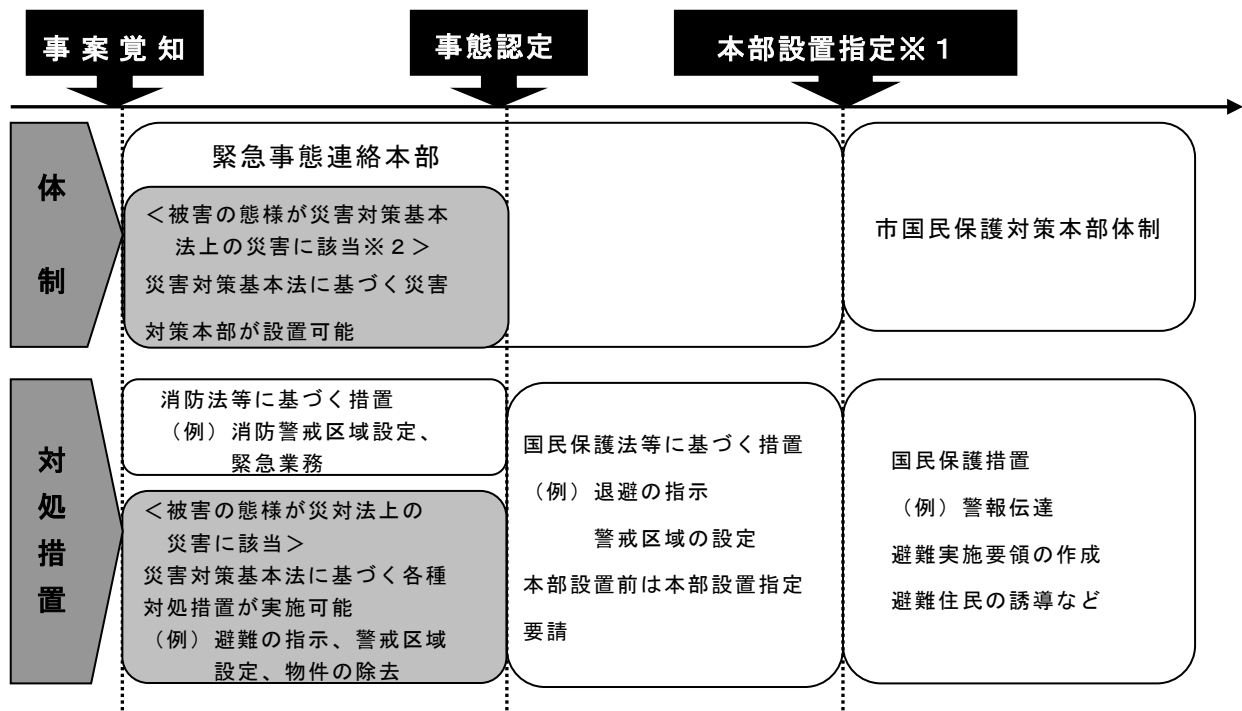 事案覚知
事態認定
本部設置指定※１
体制
緊急事態連絡本部
＜被害の態様が災害対策基本
法上の災害に該当※２＞
災害対策基本法に基づく災害
対策本部が設置可能
市国民保護対策本部体制
対処措置
消防法等に基づく措置
（例）消防警戒区域設定、
緊急業務
＜被害の態様が災対法上の
災害に該当＞
災害対策基本法に基づく各種
対処措置が実施可能
（例）避難の指示、警戒区域
設定、物件の除去
国民保護法等に基づく措置
（例）退避の指示
警戒区域の設定
本部設置前は本部設置指定
要請
国民保護措置
（例）警報伝達
避難実施要領の作成
避難住民の誘導など